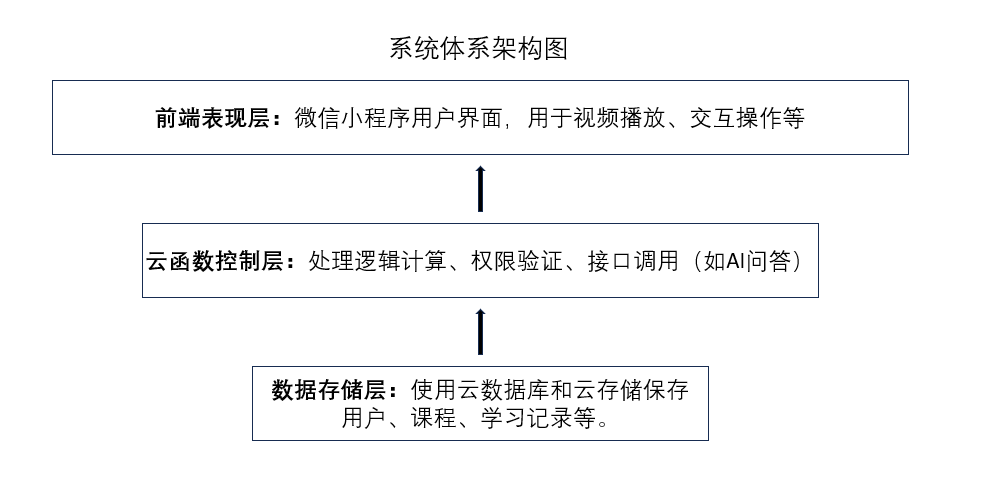 系统体系架构图
前端表现层：微信小程序用户界面，用于视频播放、交互操作等
云函数控制层：处理逻辑计算、权限验证、接口调用（如AI问答）
数据存储层：使用云数据库和云存储保存
用户、课程、学习记录等。